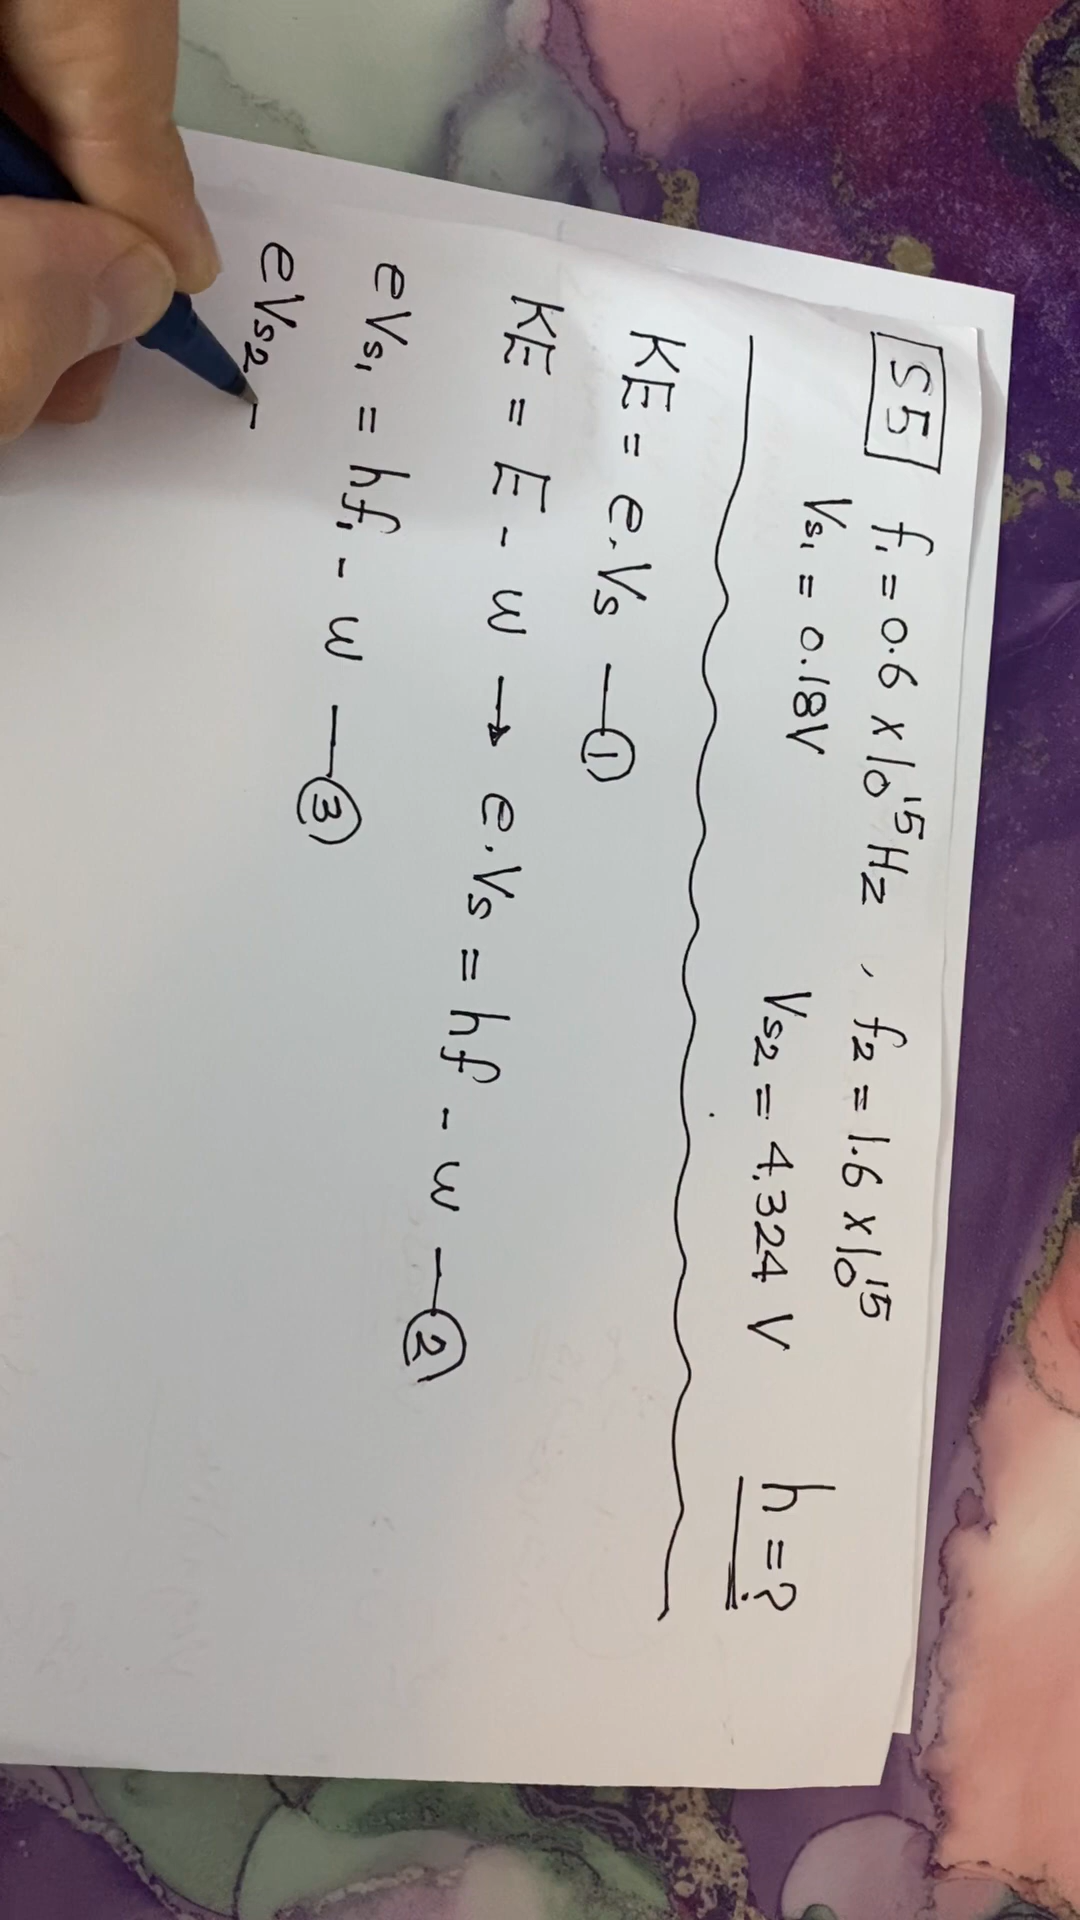 S5 f₁ = 0.6 x 10¹⁵ Hz , f2 = 1.6 x 10¹⁵
Vs₁ = 0.18V Vs2 = 4.324 V h = ?
KE = e.Vs — ①
KE = E - w → e.Vs = hf - w — ②
eVs₁ = hf₁ - w — ③
eVs2 -